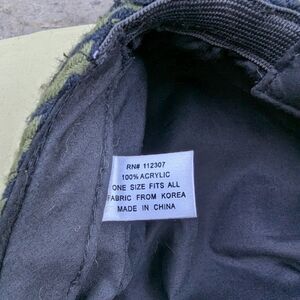 RN# 112307
100% ACRYLIC
ONE SIZE FITS ALL
FABRIC FROM KOREA
MADE IN CHINA